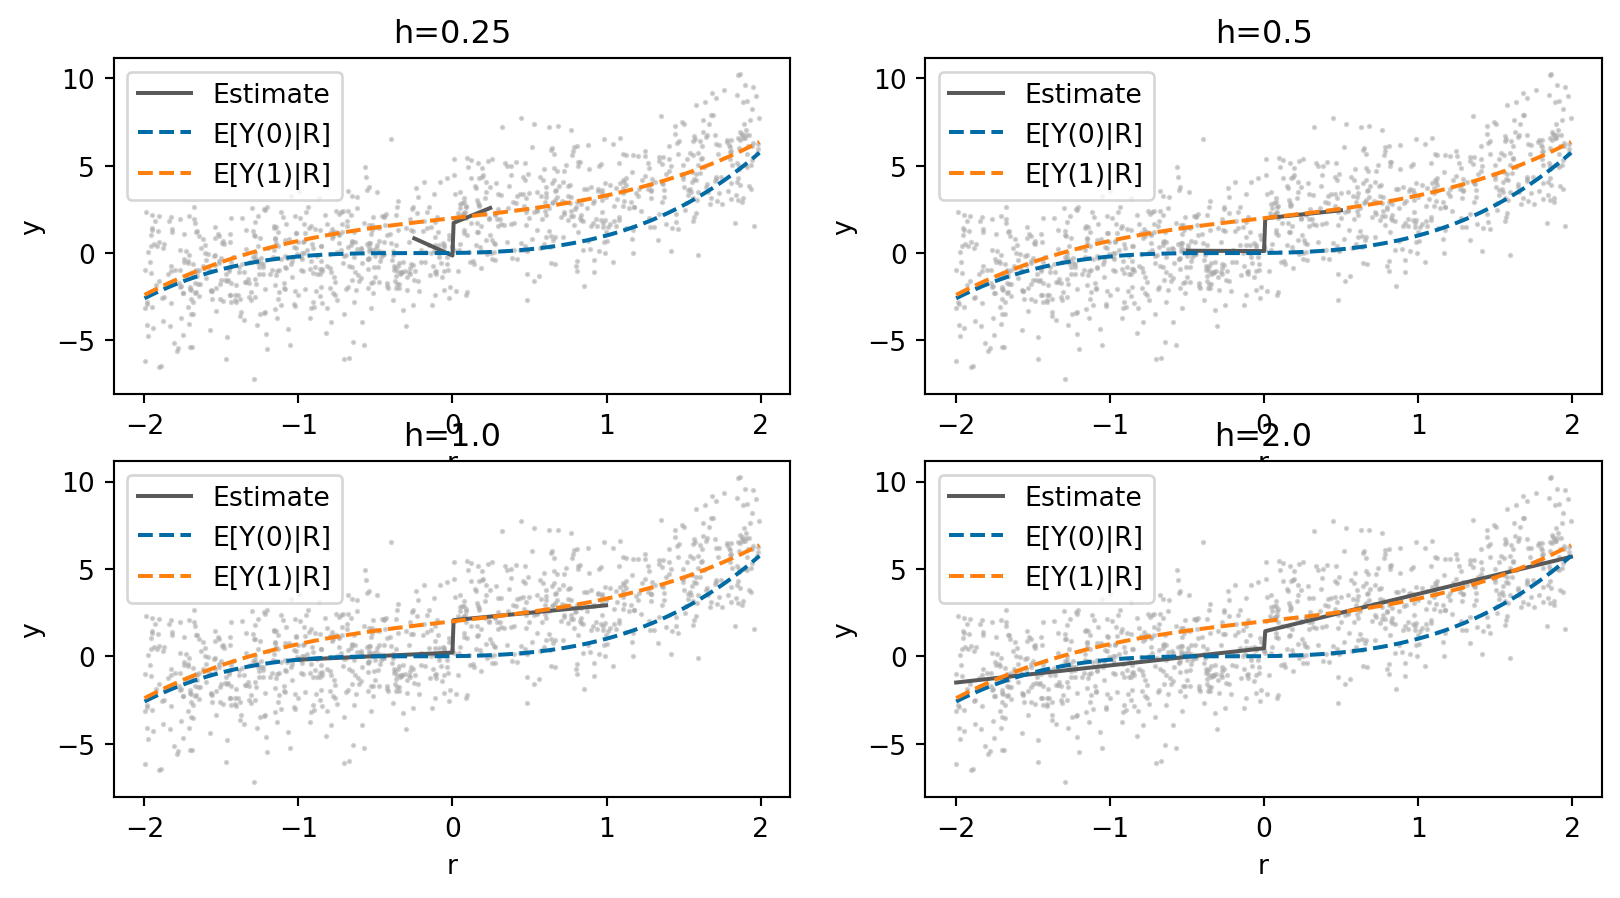 h=0.25
10
5
0
−5
y
Estimate
E[Y(0)|R]
E[Y(1)|R]
−2
−1
0
1
2
r
h=0.5
10
5
0
−5
y
Estimate
E[Y(0)|R]
E[Y(1)|R]
−2
−1
0
1
2
r
h=1.0
10
5
0
−5
y
Estimate
E[Y(0)|R]
E[Y(1)|R]
−2
−1
0
1
2
r
h=2.0
10
5
0
−5
y
Estimate
E[Y(0)|R]
E[Y(1)|R]
−2
−1
0
1
2
r